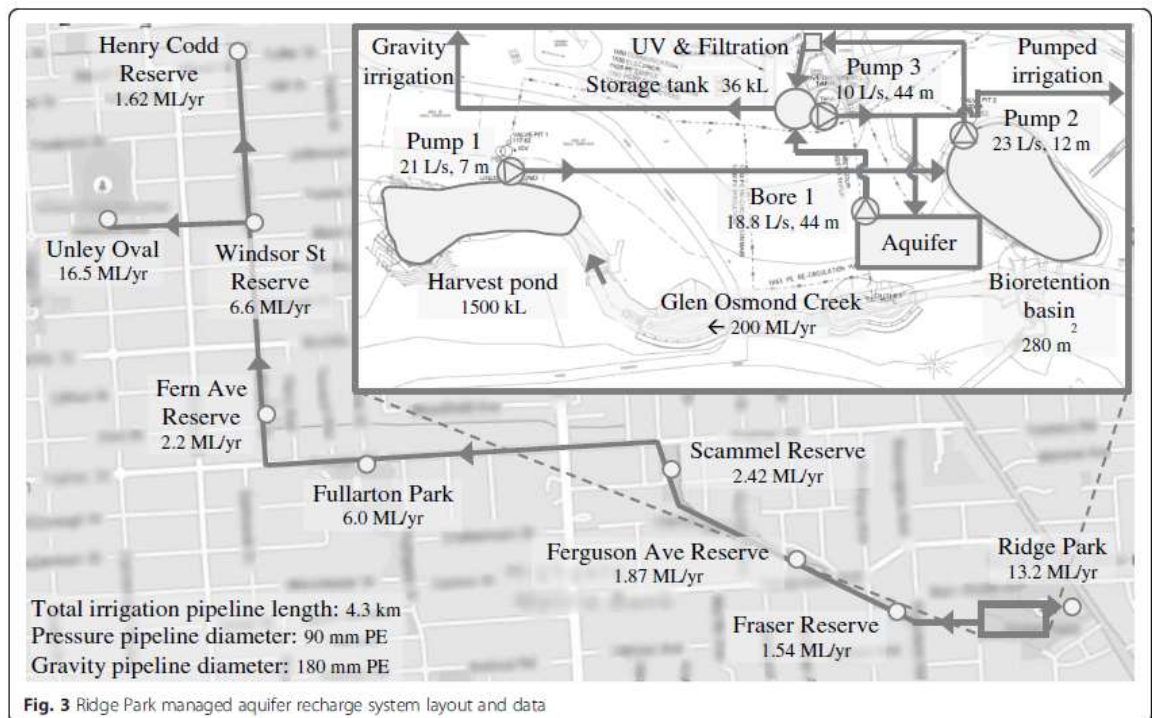 Henry Codd
Reserve
1.62 ML/yr
Unley Oval
16.5 ML/yr
Windsor St
Reserve
6.6 ML/yr
Fern Ave
Reserve
2.2 ML/yr
Fullarton Park
6.0 ML/yr
Scammel Reserve
2.42 ML/yr
Ferguson Ave Reserve
1.87 ML/yr
Fraser Reserve
1.54 ML/yr
Ridge Park
13.2 ML/yr
Gravity
irrigation
UV & Filtration
Storage tank 36 kL
Pump 3
10 L/s, 44 m
Pumped
irrigation
Pump 1
21 L/s, 7 m
Pump 2
23 L/s, 12 m
Bore 1
18.8 L/s, 44 m
Aquifer
Harvest pond
1500 kL
Glen Osmond Creek
← 200 ML/yr
Bioretention
basin
280 m²
Total irrigation pipeline length: 4.3 km
Pressure pipeline diameter: 90 mm PE
Gravity pipeline diameter: 180 mm PE
Fig. 3 Ridge Park managed aquifer recharge system layout and data